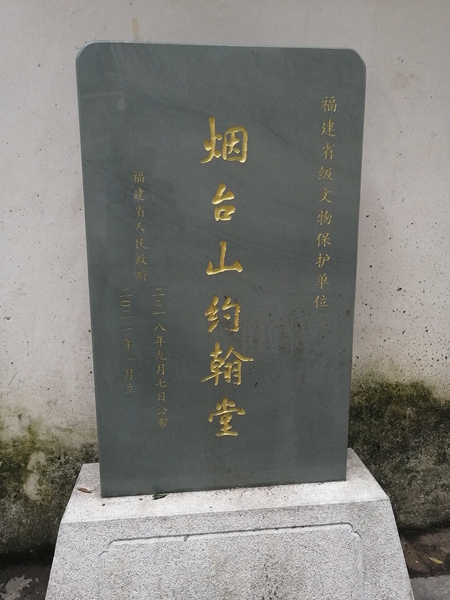 福建省级文物保护单位
烟台山约翰堂
福建省人民政府
二〇一八年九月七日公布
二〇二一年一月立